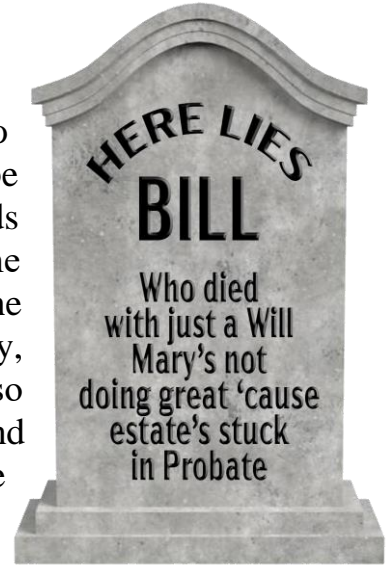 HERE LIES
BILL
Who died
with just a Will
Mary's not
doing great ‘cause
estate's stuck
in Probate